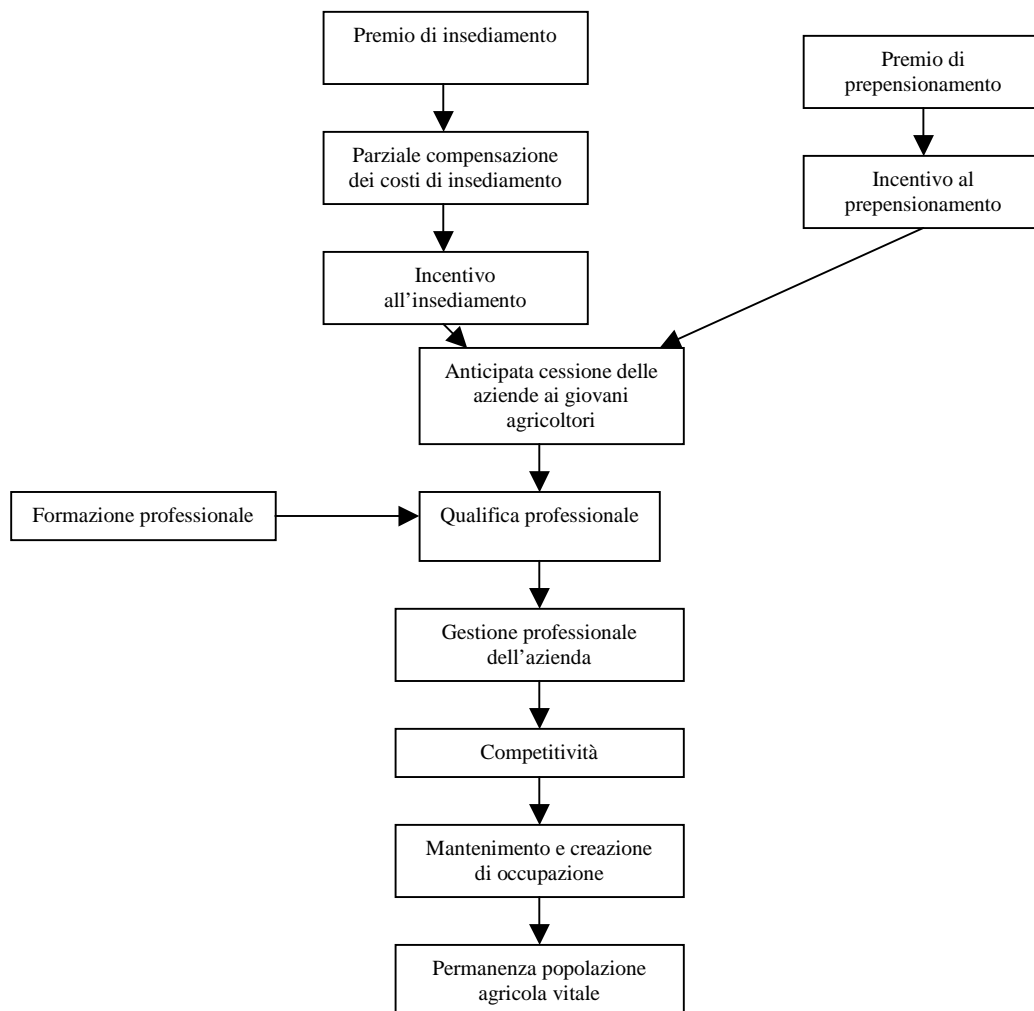 Premio di insediamento
Premio di
prepensionamento
Parziale compensazione
dei costi di insediamento
Incentivo al
prepensionamento
Incentivo
all’insediamento
Anticipata cessione delle
aziende ai giovani
agricoltori
Formazione professionale
Qualifica professionale
Gestione professionale
dell’azienda
Competitività
Mantenimento e creazione
di occupazione
Permanenza popolazione
agricola vitale